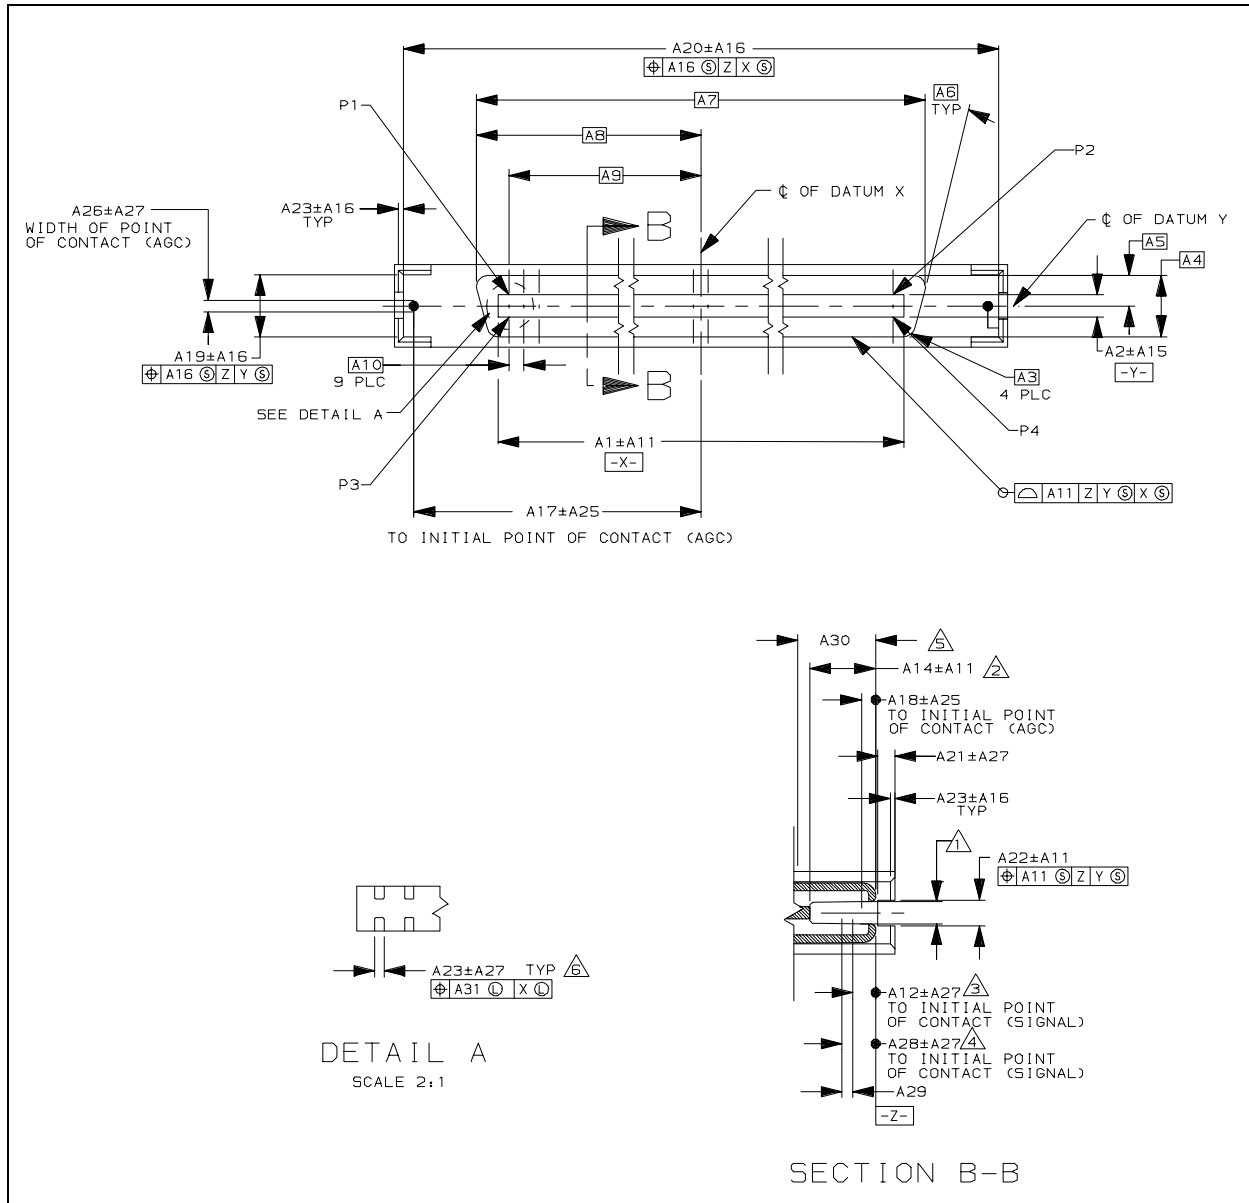 A20±A16
⌖ A16 Ⓢ Z X Ⓢ
A7
A6
TYP
P1
A8
P2
A9
℄ OF DATUM X
A26±A27
WIDTH OF POINT
OF CONTACT (AGC)
A23±A16
TYP
B
℄ OF DATUM Y
A5
A4
A19±A16
⌖ A16 Ⓢ Z Y Ⓢ
A10
9 PLC
B
A2±A15
-Y-
A3
4 PLC
SEE DETAIL A
P4
A1±A11
-X-
P3
⌓ A11 Z Y Ⓢ X Ⓢ
A17±A25
TO INITIAL POINT OF CONTACT (AGC)
A30 5
A14±A11 2
A18±A25
TO INITIAL POINT
OF CONTACT (AGC)
A21±A27
A23±A16
TYP
1
A22±A11
⌖ A11 Ⓢ Z Y Ⓢ
A23±A27 TYP 6
⌖ A31 Ⓛ X Ⓛ
A12±A27 3
TO INITIAL POINT
OF CONTACT (SIGNAL)
A28±A27 4
TO INITIAL POINT
OF CONTACT (SIGNAL)
A29
-Z-
DETAIL A
SCALE 2:1
SECTION B-B